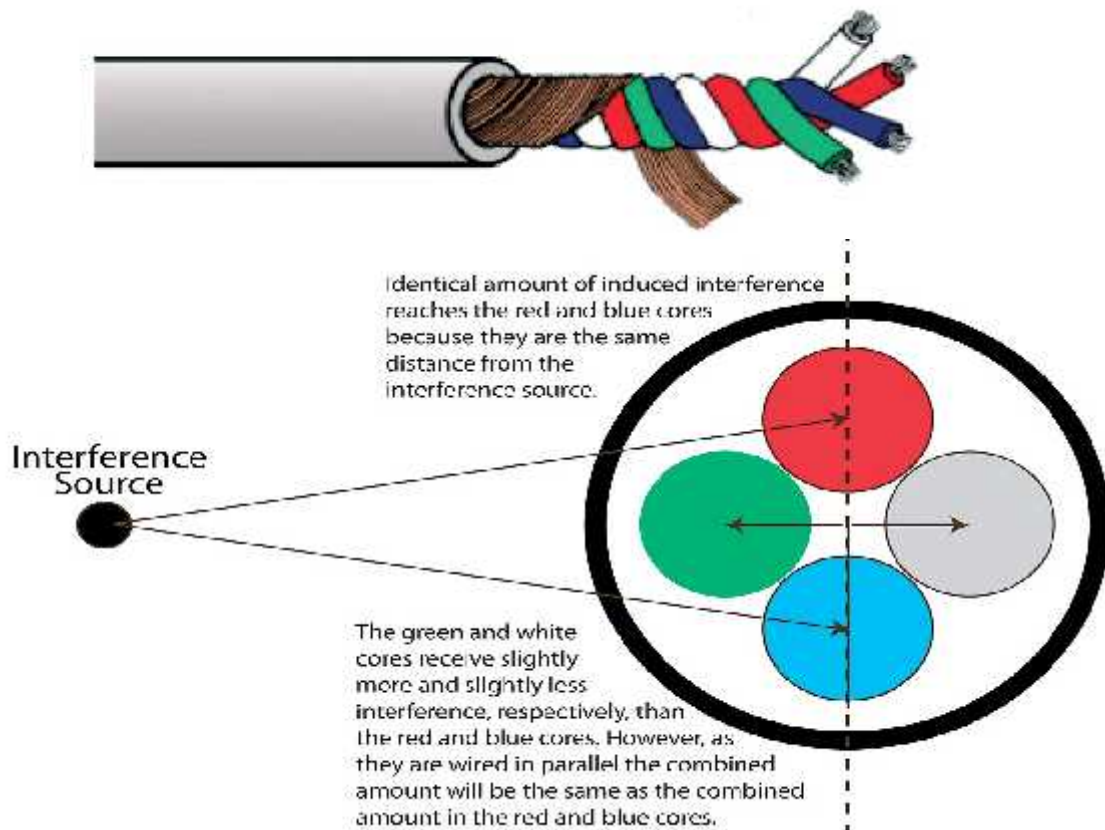 Identical amount of induced interference
reaches the red and blue cores
because they are the same
distance from the
interference source.
Interference
Source
The green and white
cores receive slightly
more and slightly less
interference, respectively, than
the red and blue cores. However, as
they are wired in parallel the combined
amount will be the same as the combined
amount in the red and blue cores.